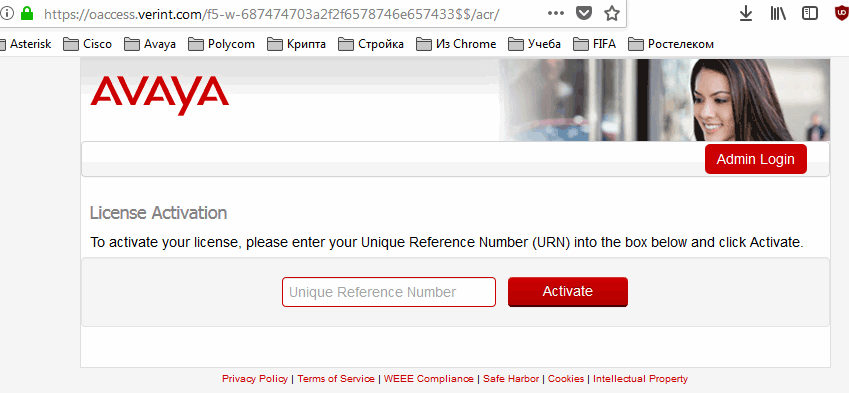 https://oaccess.verint.com/f5-w-687474703a2f2f6578746e657433$$/acr/
Asterisk Cisco Avaya Polycom Крипта Стройка Из Chrome Учеба FIFA Ростелеком
AVAYA
Admin Login
License Activation
To activate your license, please enter your Unique Reference Number (URN) into the box below and click Activate.
Unique Reference Number Activate
Privacy Policy | Terms of Service | WEEE Compliance | Safe Harbor | Cookies | Intellectual Property